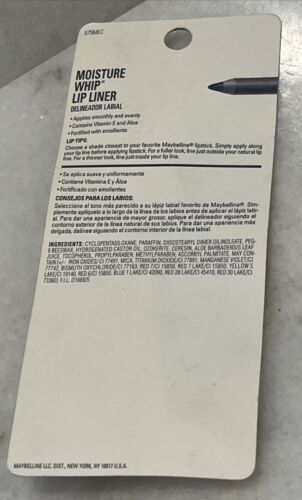 575MLC
MOISTURE
WHIP®
LIP LINER
DELINEADOR LABIAL
• Applies smoothly and evenly
• Contains Vitamin E and Aloe
• Fortified with emollients
LIP TIPS:
Choose a shade closest to your favorite Maybelline® lipstick. Simply apply along
your lip line before applying lipstick. For a fuller look, line just outside your natural lip
line. For a thinner look, line just inside your lip line.
• Se aplica suave y uniformemente
• Contiene Vitamina E y Áloe
• Fortificado con emolientes
CONSEJOS PARA LOS LABIOS:
Seleccione el tono más parecido a su lápiz labial favorito de Maybelline®. Sim-
plemente aplíquelo a lo largo de la línea de los labios antes de aplicar el lápiz labi-
al. Para dar una apariencia de mayor grosor, aplique el delineador siguiendo el
contorno exterior de la línea natural de sus labios. Para dar una apariencia más
delgada, delinee siguiendo el contorno interior de la línea labial.
INGREDIENTS: CYCLOPENTASILOXANE, PARAFFIN, DIISOSTEARYL DIMER DILINOLEATE, PEG-
6 BEESWAX, HYDROGENATED CASTOR OIL, OZOKERITE, CERESIN, ALOE BARBADENSIS LEAF
JUICE, TOCOPHEROL, PROPYLPARABEN, METHYLPARABEN, ASCORBYL PALMITATE. MAY CON-
TAIN (+/- IRON OXIDES/ CI 77491, MICA, TITANIUM DIOXIDE/CI 77891, MANGANESE VIOLET/CI
77742, BISMUTH OXYCHLORIDE/CI 77163, RED 7/CI 15850, RED 7 LAKE/CI 15850, YELLOW 5
LAKE/CI 19140, RED 6/CI 15850, BLUE 1 LAKE/CI 42090, RED 28 LAKE/CI 45410, RED 30 LAKE/CI
73360) F.I.L. D1669/5
MAYBELLINE LLC, DIST., NEW YORK, NY 10017 U.S.A.